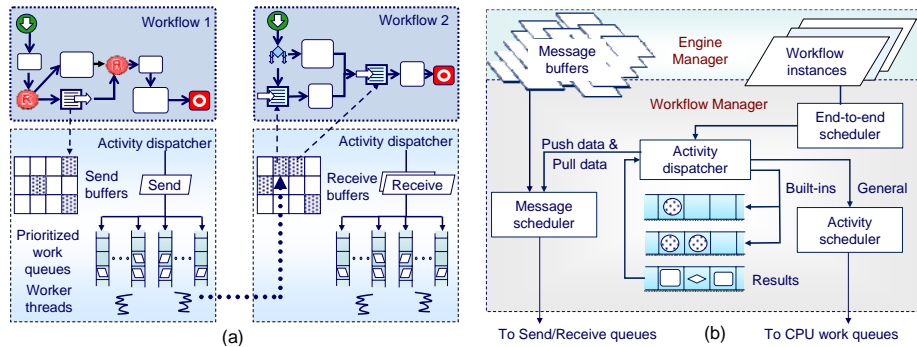 Workflow 1
R
R
Activity dispatcher
Send
buffers
Send
Prioritized
work
queues
Worker
threads
Workflow 2
Activity dispatcher
Receive
buffers
Receive
(a)
Message
buffers
Engine
Manager
Workflow
instances
Workflow Manager
End-to-end
scheduler
Push data &
Pull data
Activity
dispatcher
Built-ins
General
Message
scheduler
Activity
scheduler
Results
To Send/Receive queues
(b)
To CPU work queues